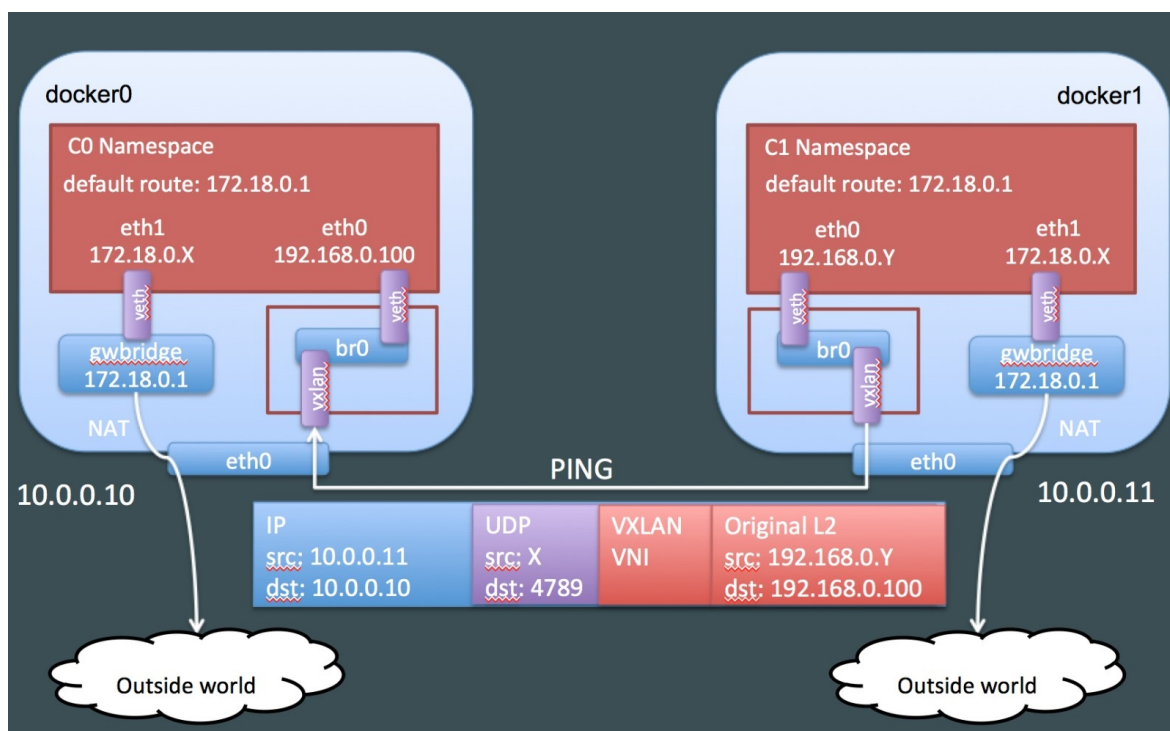 docker0
C0 Namespace
default route: 172.18.0.1
eth1
172.18.0.X
eth0
192.168.0.100
veth
veth
gwbridge
172.18.0.1
br0
vxlan
NAT
eth0
10.0.0.10
docker1
C1 Namespace
default route: 172.18.0.1
eth0
192.168.0.Y
eth1
172.18.0.X
veth
veth
br0
gwbridge
172.18.0.1
vxlan
NAT
eth0
10.0.0.11
PING
IP
src: 10.0.0.11
dst: 10.0.0.10
UDP
src: X
dst: 4789
VXLAN
VNI
Original L2
src: 192.168.0.Y
dst: 192.168.0.100
Outside world
Outside world